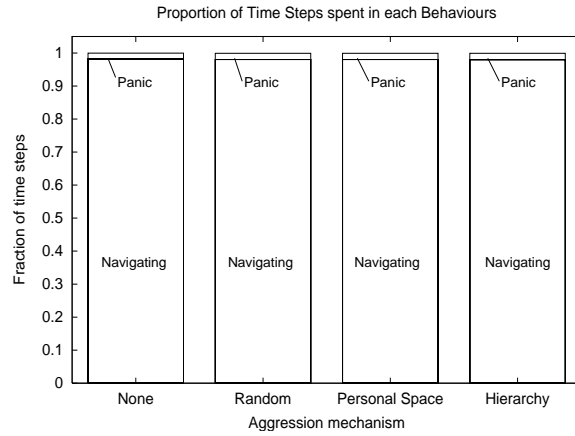 Proportion of Time Steps spent in each Behaviours
Fraction of time steps
1
0.9
0.8
0.7
0.6
0.5
0.4
0.3
0.2
0.1
0
Panic Panic Panic Panic
Navigating Navigating Navigating Navigating
None Random Personal Space Hierarchy
Aggression mechanism